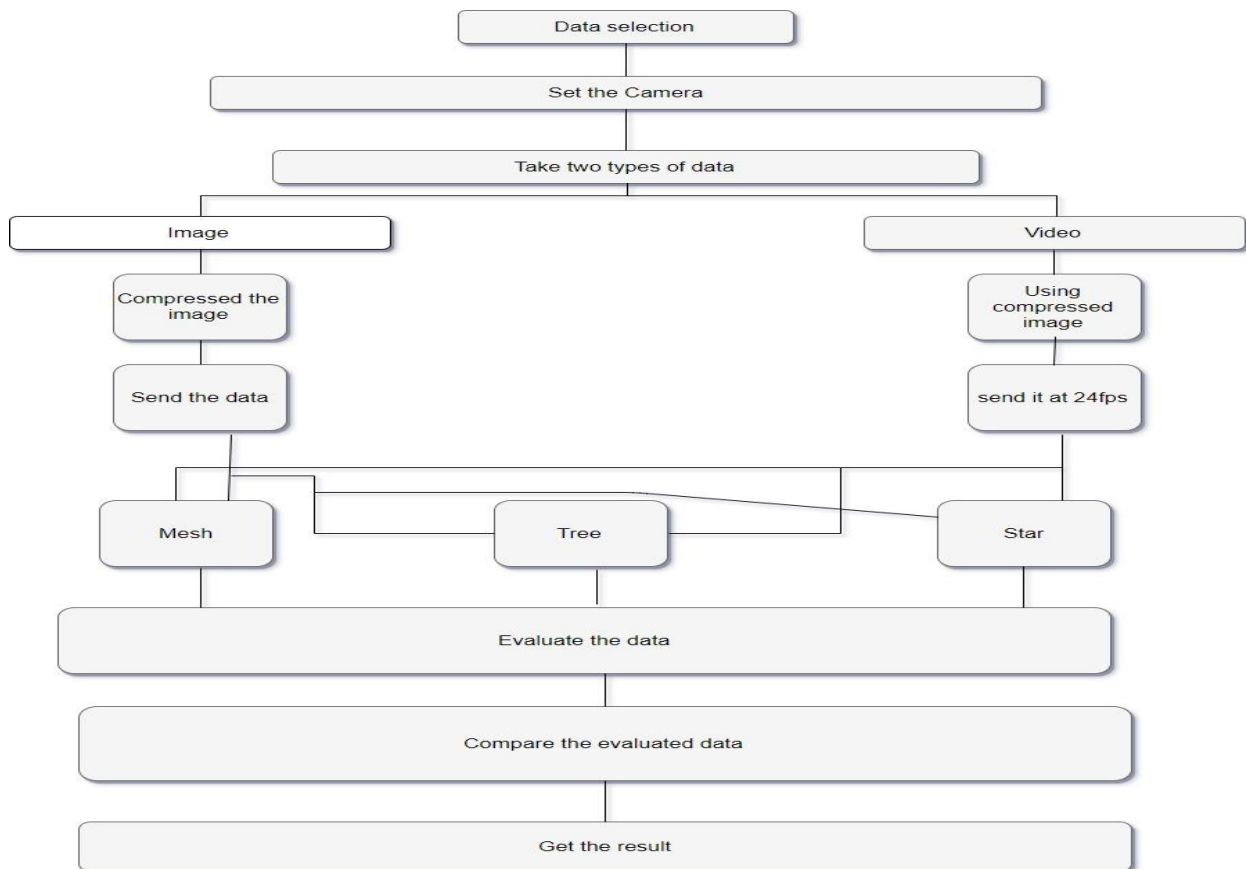 Data selection
Set the Camera
Take two types of data
Image
Video
Compressed the
image
Using
compressed
image
Send the data
send it at 24fps
Mesh
Tree
Star
Evaluate the data
Compare the evaluated data
Get the result